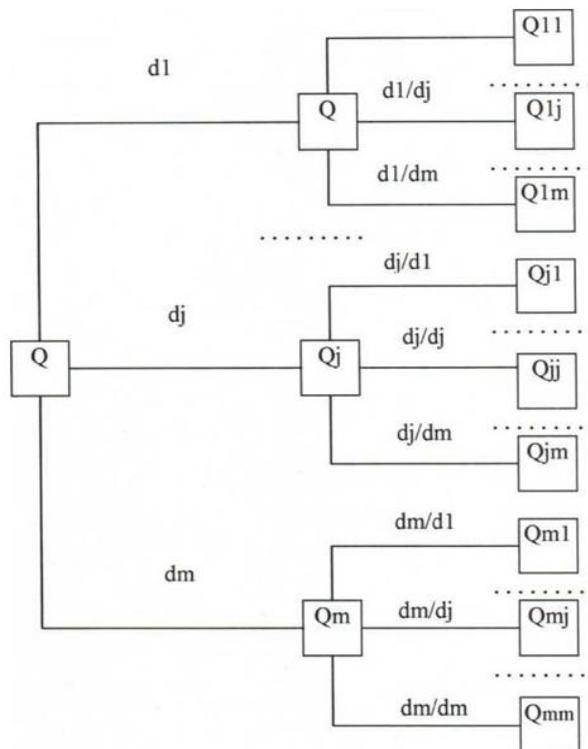 Q11
d1
d1/dj
Q
Q1j
d1/dm
Q1m
dj/d1
Qj1
dj
dj/dj
Q
Qj
Qjj
dj/dm
Qjm
dm/d1
Qm1
dm
dm/dj
Qm
Qmj
dm/dm
Qmm